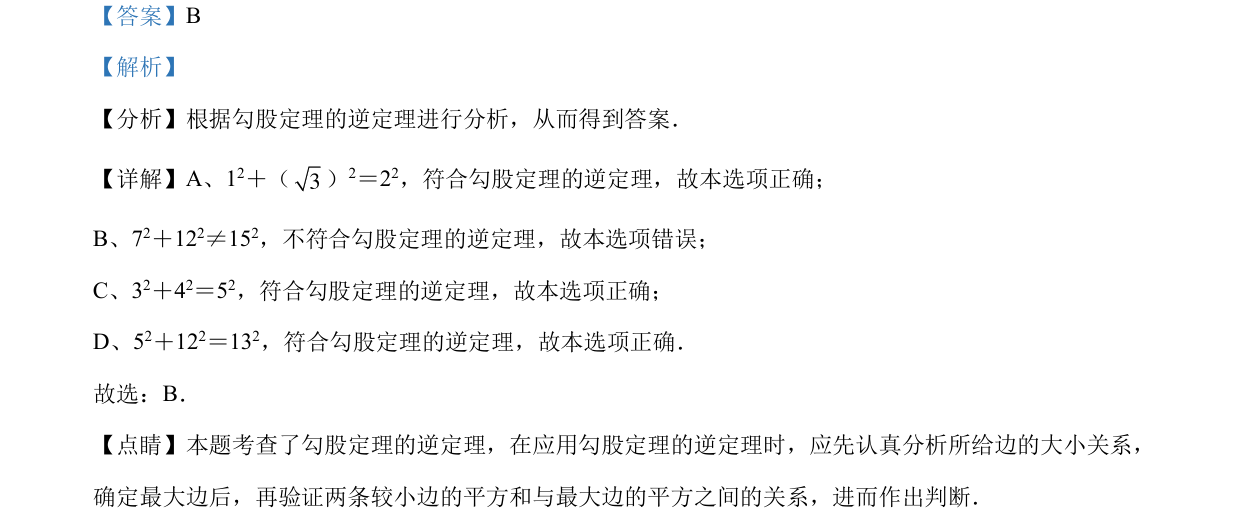 【答案】B
【解析】
【分析】根据勾股定理的逆定理进行分析，从而得到答案．
【详解】A、1²＋（√3）²＝2²，符合勾股定理的逆定理，故本选项正确；
B、7²＋12²≠15²，不符合勾股定理的逆定理，故本选项错误；
C、3²＋4²＝5²，符合勾股定理的逆定理，故本选项正确；
D、5²＋12²＝13²，符合勾股定理的逆定理，故本选项正确．
故选：B．
【点睛】本题考查了勾股定理的逆定理，在应用勾股定理的逆定理时，应先认真分析所给边的大小关系，
确定最大边后，再验证两条较小边的平方和与最大边的平方之间的关系，进而作出判断．